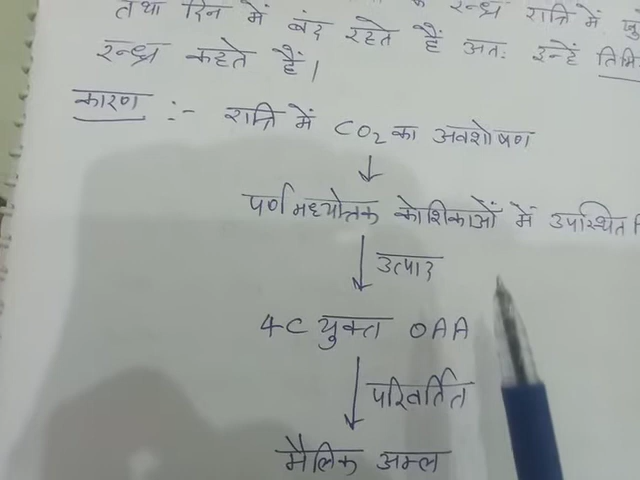 रन्ध्र रात्रि में
तथा दिन में बंद रहते हैं अतः इन्हें
रन्ध्र कहते हैं।
कारण :- रात्रि में CO2 का अवशोषण
↓
पर्णमध्योत्तक कोशिकाओं में उपस्थित
↓ उत्पाद
4C युक्त OAA
↓ परिवर्तित
मैलिक अम्ल